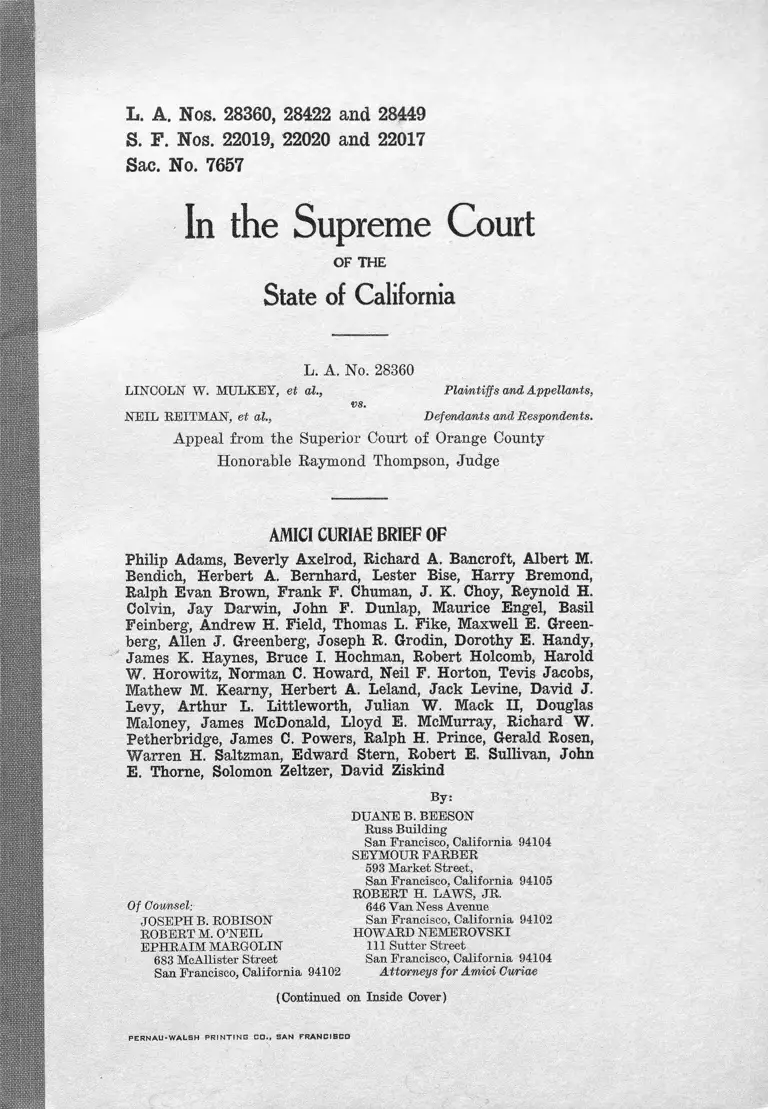 L. A. Nos. 28360, 28422 and 28449
S. F. Nos. 22019, 22020 and 22017
Sac. No. 7657
In the Supreme Court
OF THE
State of California
L. A. No. 28360
LINCOLN W. MULKEY, et al., Plaintiffs and Appellants,
vs.
NEIL REITMAN, et al., Defendants and Respondents.
Appeal from the Superior Court of Orange County
Honorable Raymond Thompson, Judge
AMICI CURIAE BRIEF OF
Philip Adams, Beverly Axelrod, Richard A. Bancroft, Albert M.
Bendich, Herbert A. Bernhard, Lester Bise, Harry Bremond,
Ralph Evan Brown, Frank F. Chuman, J. K. Choy, Reynold H.
Colvin, Jay Darwin, John F. Dunlap, Maurice Engel, Basil
Feinberg, Andrew H. Field, Thomas L. Fike, Maxwell E. Green-
berg, Allen J. Greenberg, Joseph R. Grodin, Dorothy E. Handy,
James K. Haynes, Bruce I. Hochman, Robert Holcomb, Harold
W. Horowitz, Norman C. Howard, Neil F. Horton, Tevis Jacobs,
Mathew M. Kearny, Herbert A. Leland, Jack Levine, David J.
Levy, Arthur L. Littleworth, Julian W. Mack II, Douglas
Maloney, James McDonald, Lloyd E. McMurray, Richard W.
Petherbridge, James C. Powers, Ralph H. Prince, Gerald Rosen,
Warren H. Saltzman, Edward Stern, Robert E. Sullivan, John
E. Thorne, Solomon Zeltzer, David Ziskind
By:
DUANE B. BEESON
Russ Building
San Francisco, California 94104
SEYMOUR FARBER
593 Market Street,
San Francisco, California 94105
ROBERT H. LAWS, JR.
646 Van Ness Avenue
San Francisco, California 94102
HOWARD NEMEROVSKI
111 Sutter Street
San Francisco, California 94104
Attorneys for Amici Curiae
Of Counsel:
JOSEPH B. ROBISON
ROBERT M. O'NEIL
EPHRAIM MARGOLIN
683 McAllister Street
San Francisco, California 94102
(Continued on Inside Cover)
PERNAU-WALSH PRINTING CO., SAN FRANCISCO